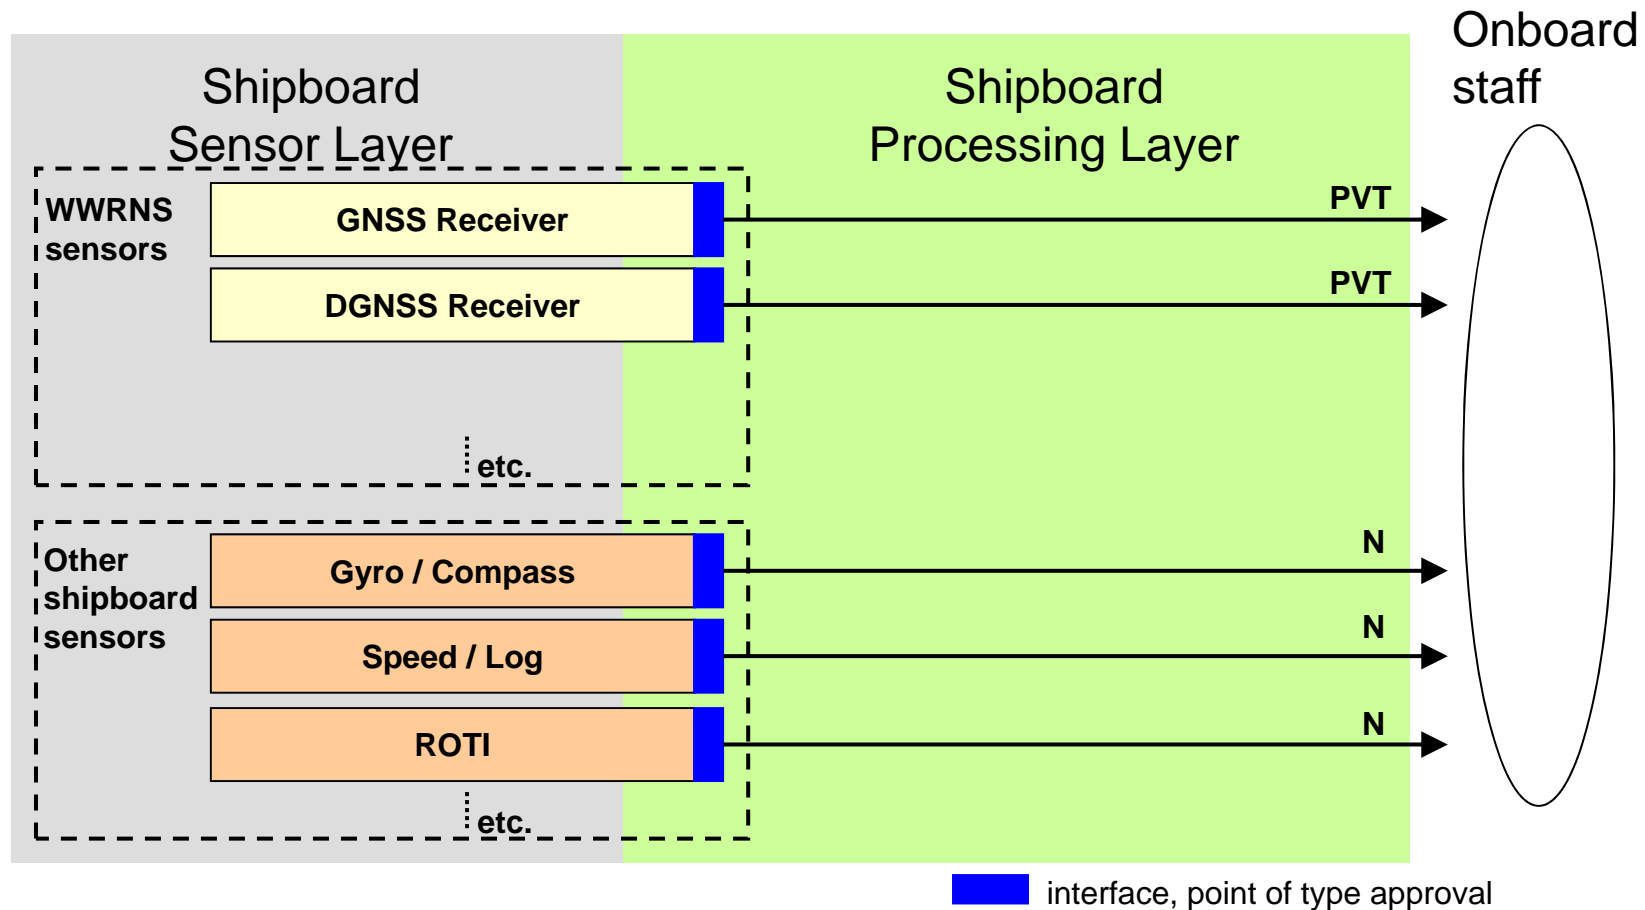 Onboard
staff
Shipboard
Sensor Layer
Shipboard
Processing Layer
WWRNS
sensors
GNSS Receiver
PVT
DGNSS Receiver
PVT
etc.
Other
shipboard
sensors
Gyro / Compass
N
Speed / Log
N
ROTI
N
etc.
interface, point of type approval